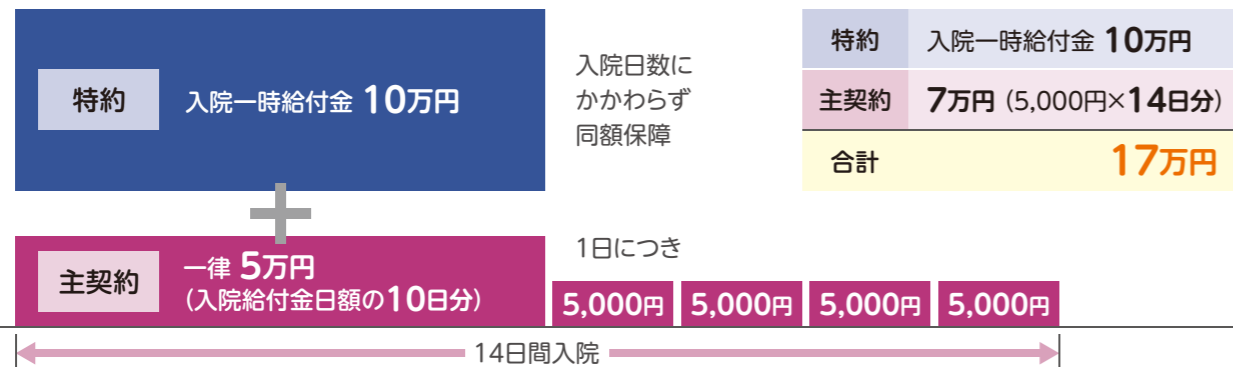 特約 入院一時給付金 10万円
入院日数に
かかわらず
同額保障
特約 入院一時給付金 10万円
主契約 7万円 (5,000円×14日分)
合計 17万円
主契約 一律 5万円
(入院給付金日額の10日分)
1日につき
5,000円 5,000円 5,000円 5,000円
14日間入院